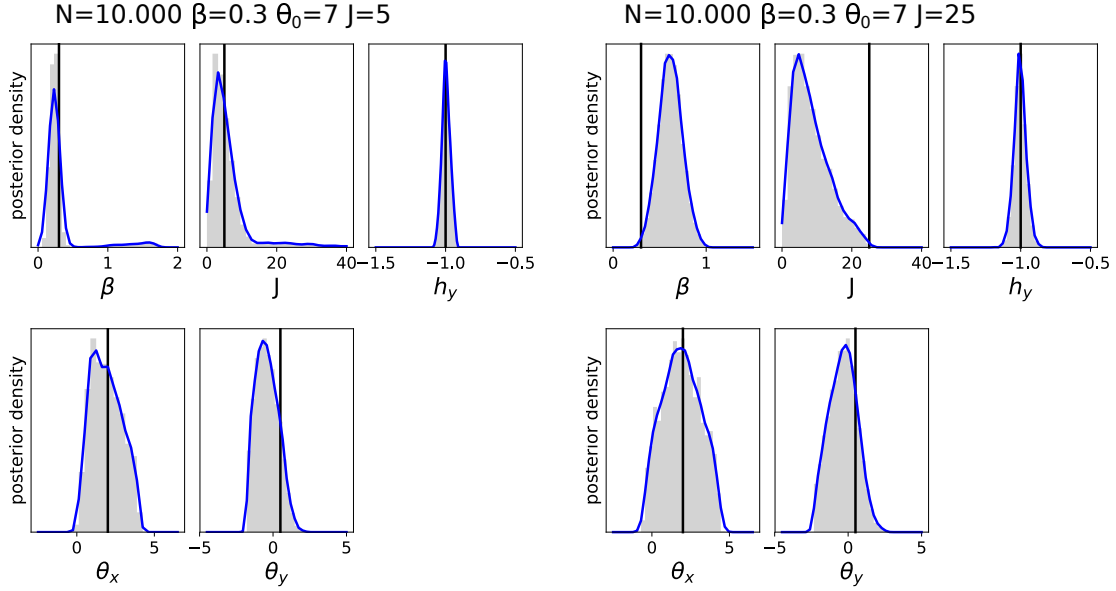 N=10.000 β=0.3 θ₀=7 J=5
N=10.000 β=0.3 θ₀=7 J=25
posterior density
0 1 2
β
0 20 40
J
−1.5 −1.0 −0.5
h_y
posterior density
0 1
β
0 20 40
J
−1.5 −1.0 −0.5
h_y
posterior density
0 5
θ_x
−5 0 5
θ_y
posterior density
0 5
θ_x
−5 0 5
θ_y